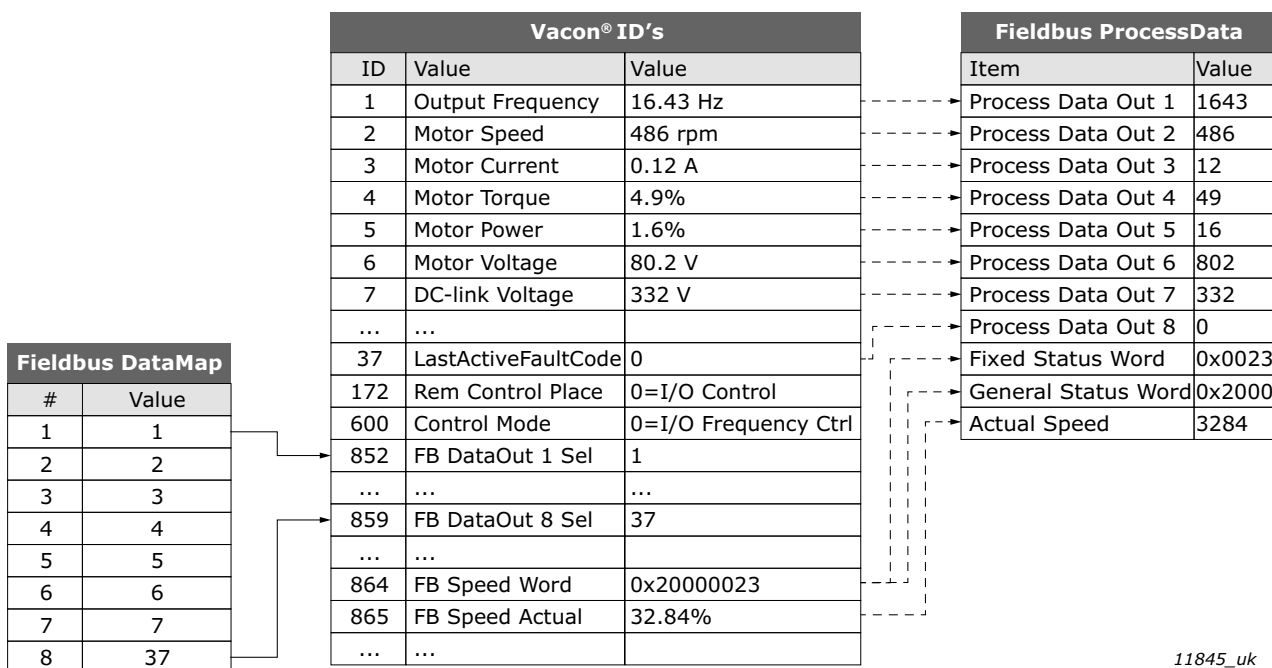 Fieldbus DataMap
# Value
1 1
2 2
3 3
4 4
5 5
6 6
7 7
8 37
Vacon® ID's
ID Value Value
1 Output Frequency 16.43 Hz
2 Motor Speed 486 rpm
3 Motor Current 0.12 A
4 Motor Torque 4.9%
5 Motor Power 1.6%
6 Motor Voltage 80.2 V
7 DC-link Voltage 332 V
... ...
37 LastActiveFaultCode 0
172 Rem Control Place 0=I/O Control
600 Control Mode 0=I/O Frequency Ctrl
852 FB DataOut 1 Sel 1
... ... ...
859 FB DataOut 8 Sel 37
... ...
864 FB Speed Word 0x20000023
865 FB Speed Actual 32.84%
... ...
Fieldbus ProcessData
Item Value
Process Data Out 1 1643
Process Data Out 2 486
Process Data Out 3 12
Process Data Out 4 49
Process Data Out 5 16
Process Data Out 6 802
Process Data Out 7 332
Process Data Out 8 0
Fixed Status Word 0x0023
General Status Word 0x2000
Actual Speed 3284
11845_uk